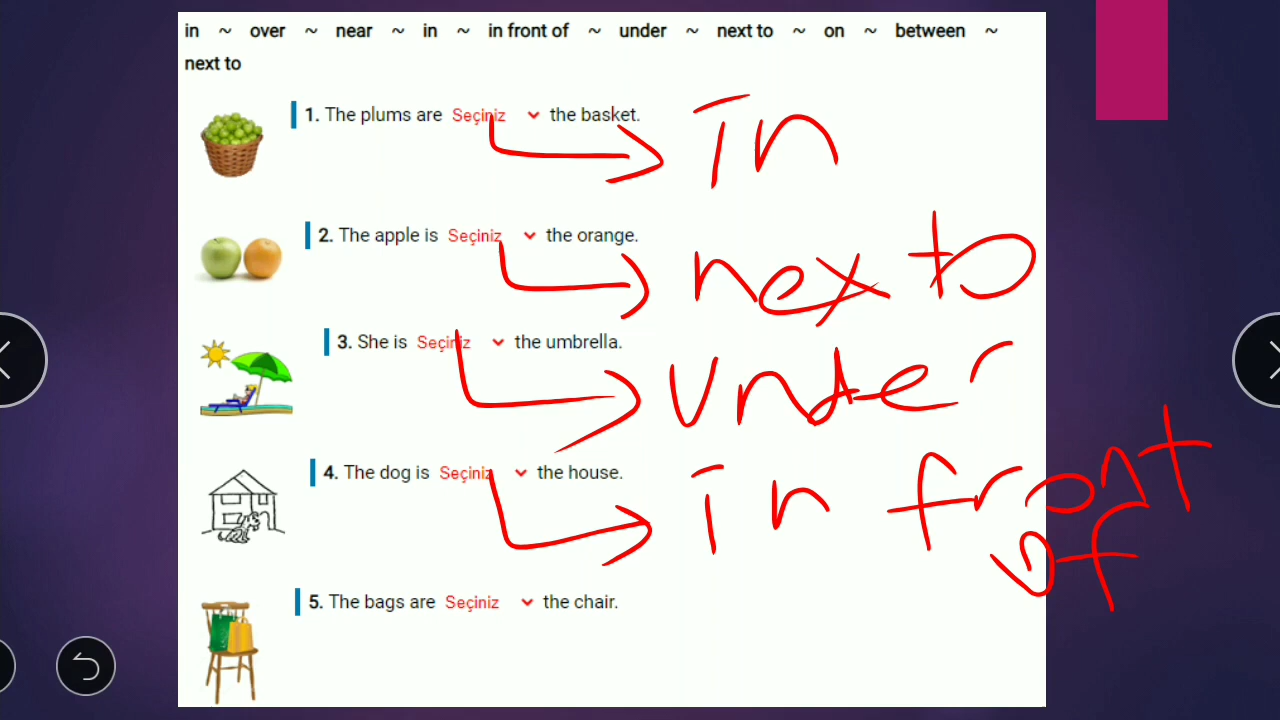 in ~ over ~ near ~ in ~ in front of ~ under ~ next to ~ on ~ between ~
next to
1. The plums are Seçiniz the basket.
in
2. The apple is Seçiniz the orange.
next to
3. She is Seçiniz the umbrella.
under
4. The dog is Seçiniz the house.
in front
of
5. The bags are Seçiniz the chair.